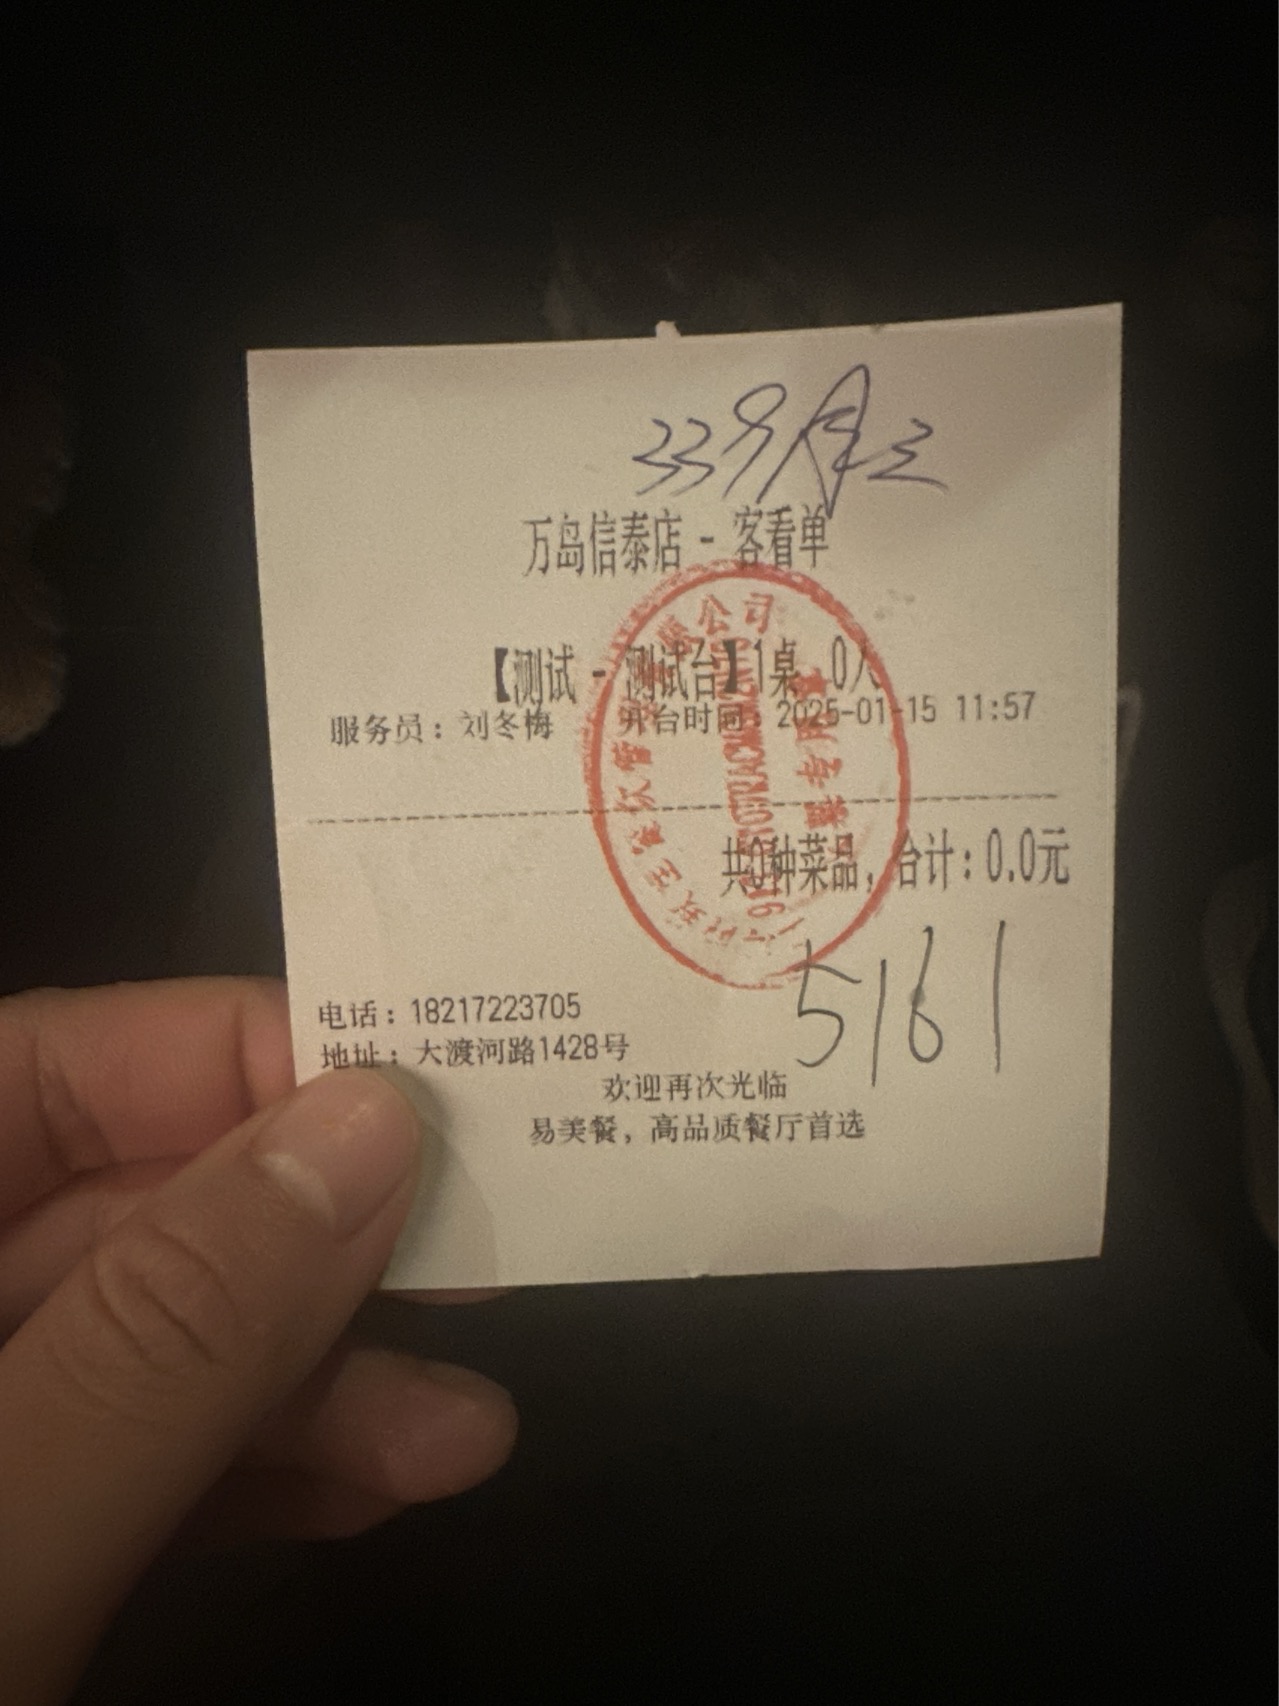 万岛信泰店 - 客看单
【测试 - 测试台】1桌 0人
服务员：刘冬梅 开台时间：2025-01-15 11:57
共0种菜品，合计：0.0元
5161
电话：18217223705
地址：大渡河路1428号
欢迎再次光临
易美餐，高品质餐厅首选
公司